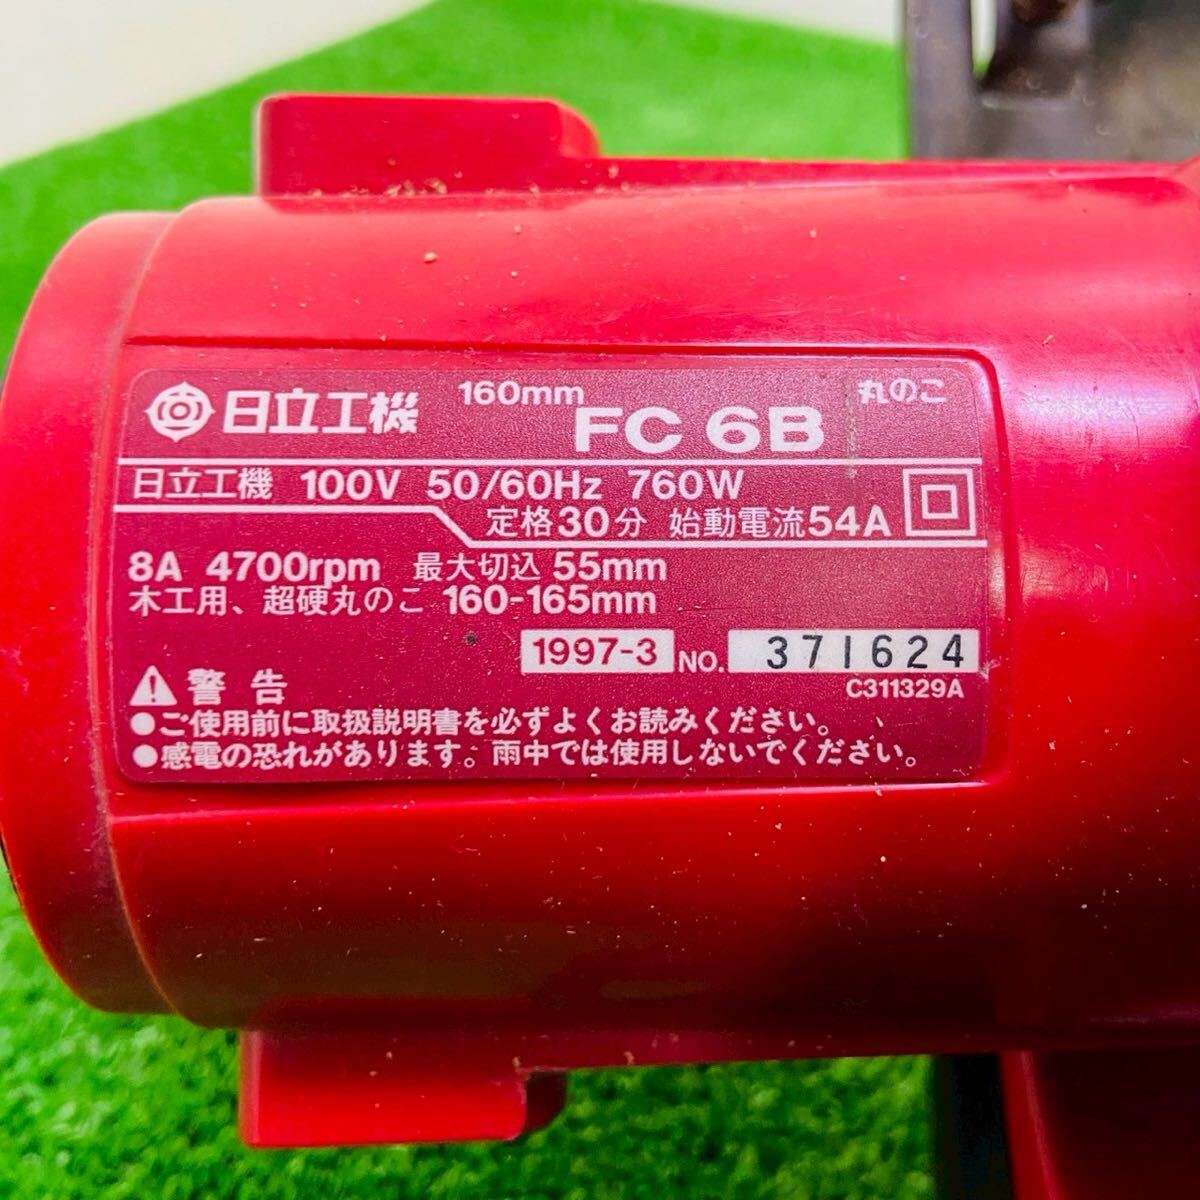 日立工機 160mm FC 6B 丸のこ
日立工機 100V 50/60Hz 760W
定格30分 始動電流54A
8A 4700rpm 最大切込55mm
木工用、超硬丸のこ 160-165mm
1997-3 NO. 371624
C311329A
警告
●ご使用前に取扱説明書を必ずよくお読みください。
●感電の恐れがあります。雨中では使用しないでください。